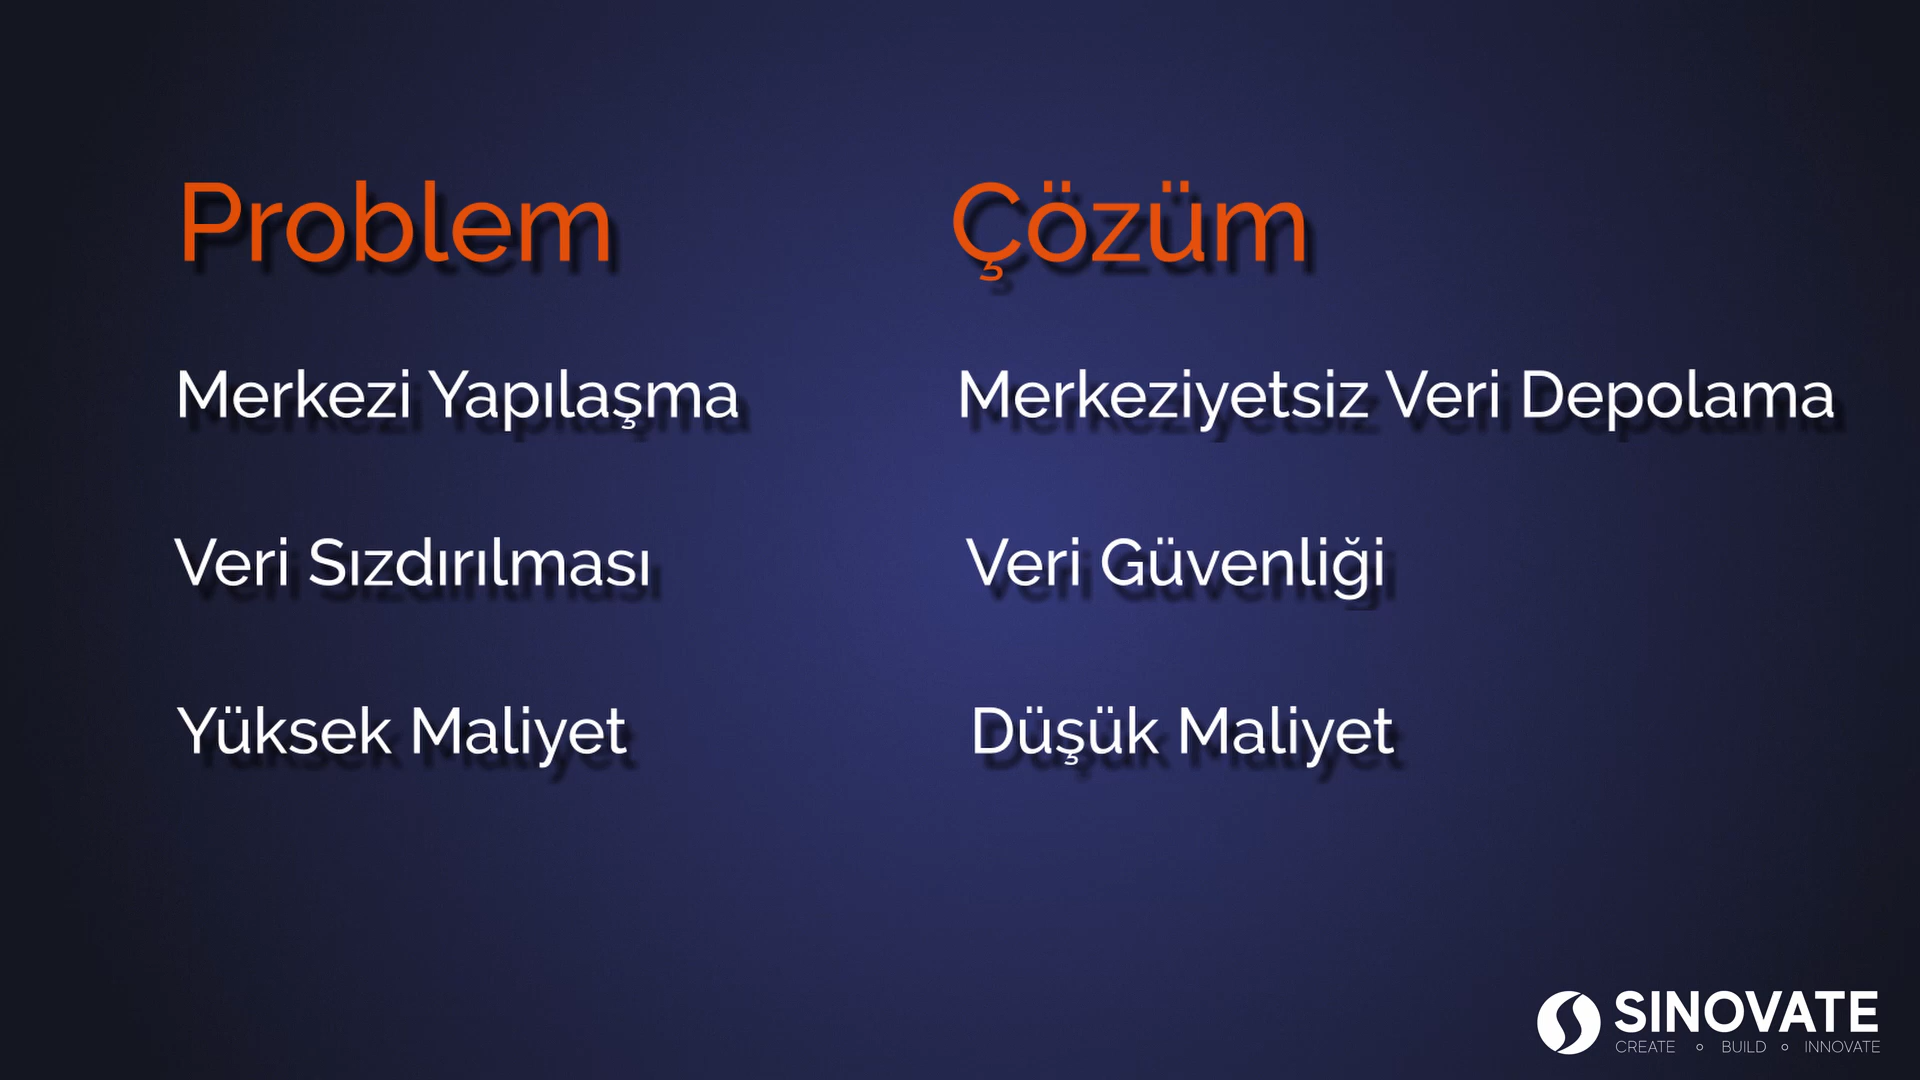 Problem
Çözüm
Merkezi Yapılaşma
Merkeziyetsiz Veri Depolama
Veri Sızdırılması
Veri Güvenliği
Yüksek Maliyet
Düşük Maliyet
SINOVATE
CREATE ∘ BUILD ∘ INNOVATE